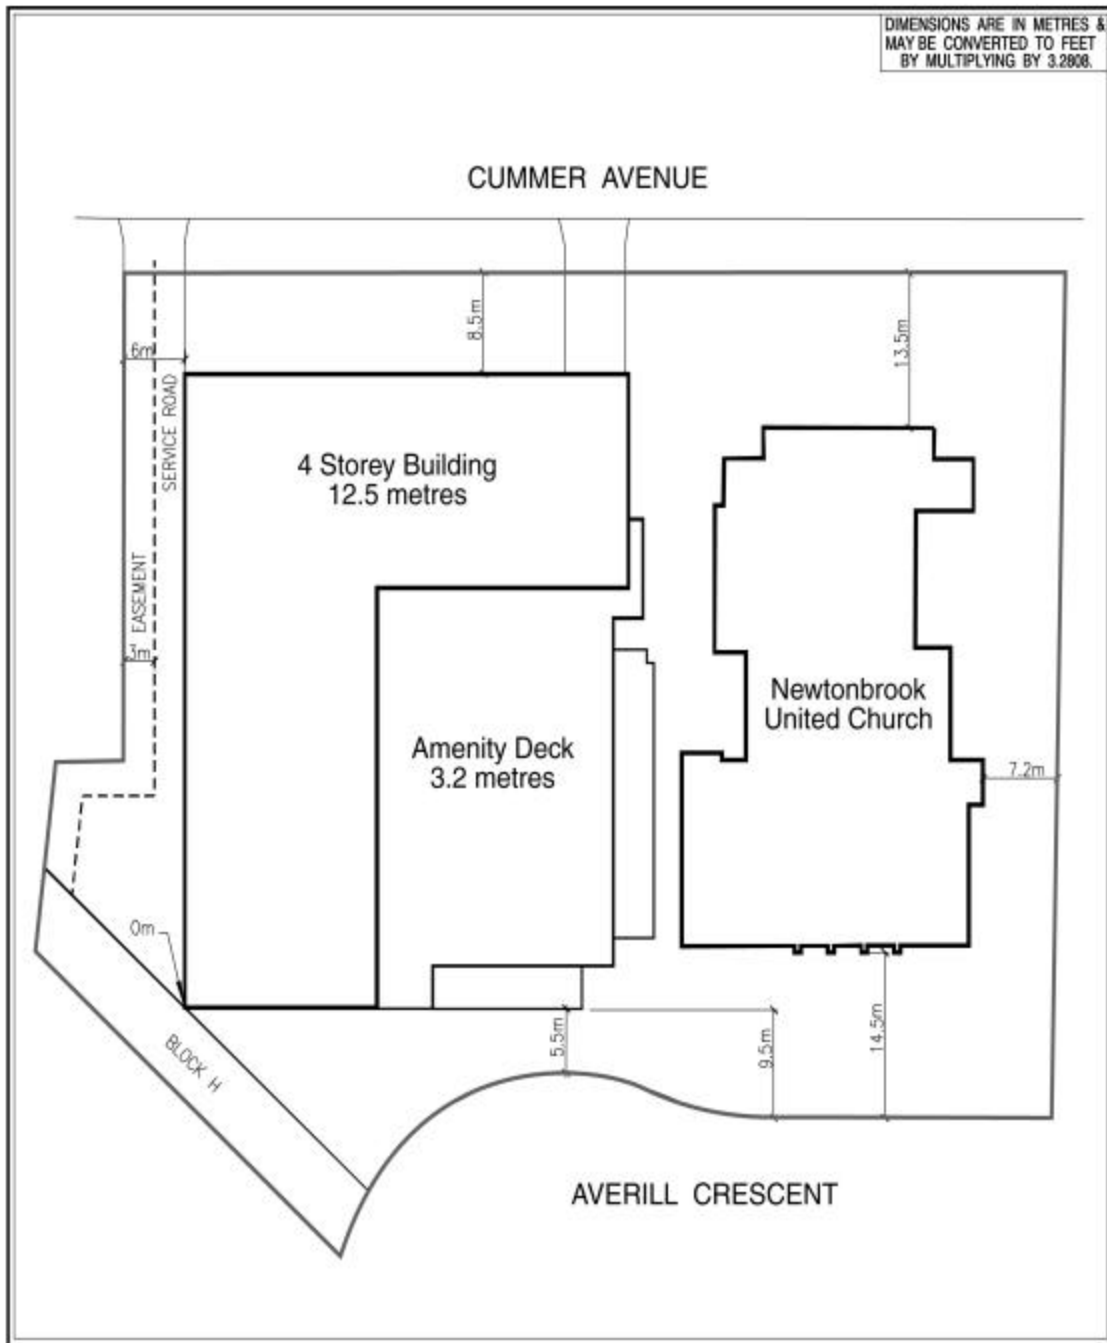 DIMENSIONS ARE IN METRES &
MAY BE CONVERTED TO FEET
BY MULTIPLYING BY 3.2808.
CUMMER AVENUE
8.5m
13.5m
6m
SERVICE ROAD
4 Storey Building
12.5 metres
EASEMENT
3m
Newtonbrook
United Church
Amenity Deck
3.2 metres
7.2m
0m
BLOCK H
5.5m
9.5m
14.5m
AVERILL CRESCENT